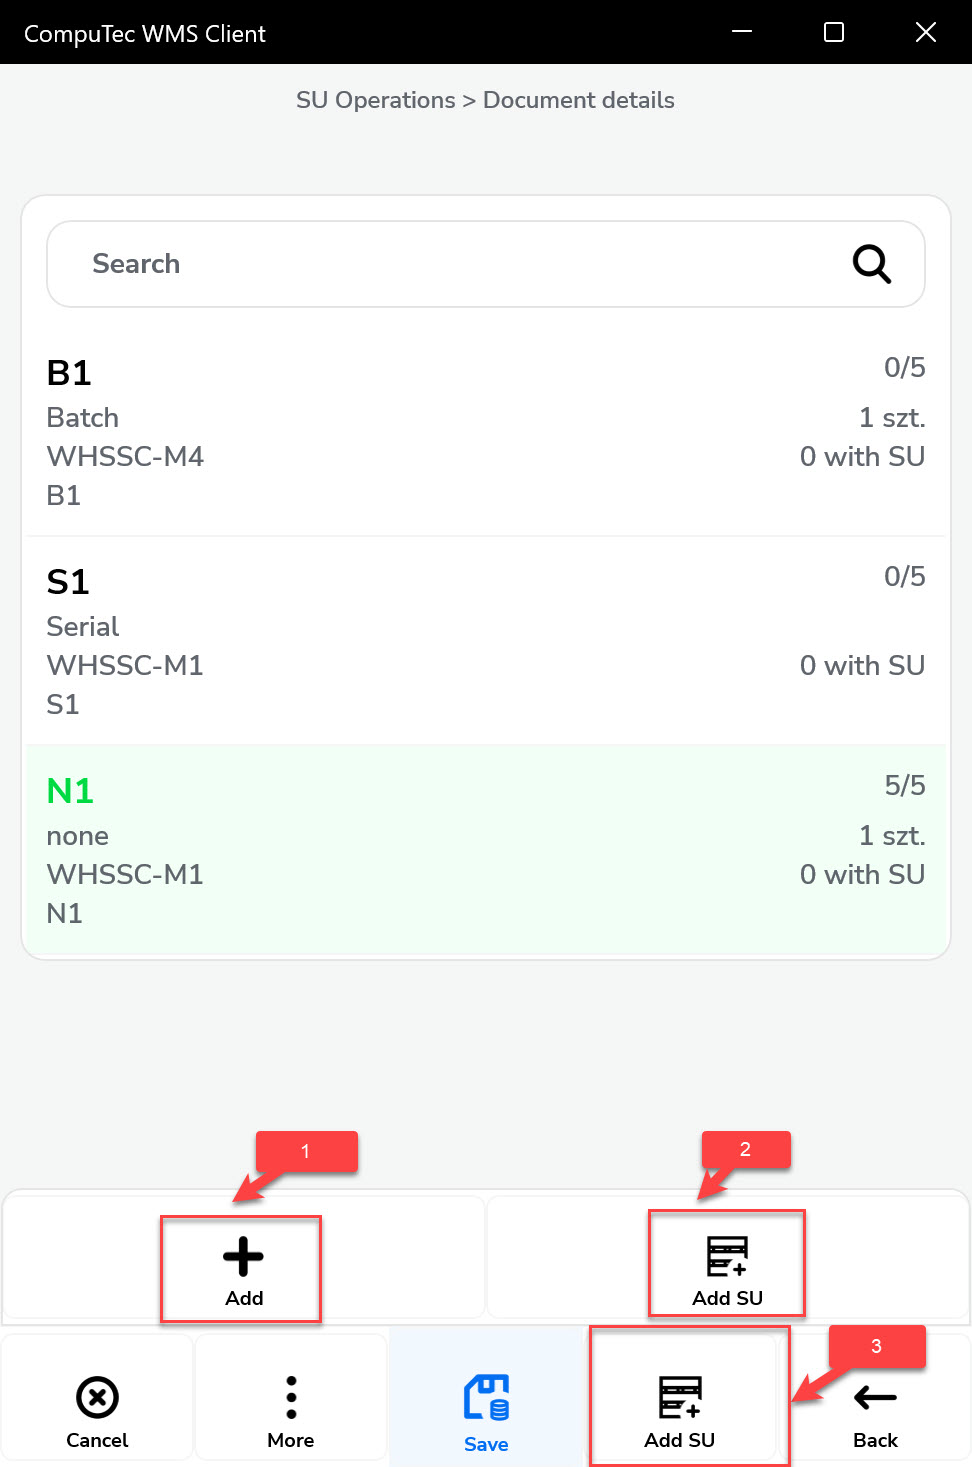 CompuTec WMS Client
SU Operations > Document details
Search
B1 0/5
Batch 1 szt.
WHSSC-M4 0 with SU
B1
S1 0/5
Serial
WHSSC-M1 0 with SU
S1
N1 5/5
none 1 szt.
WHSSC-M1 0 with SU
N1
1 2
Add Add SU
3
Cancel More Save Add SU Back